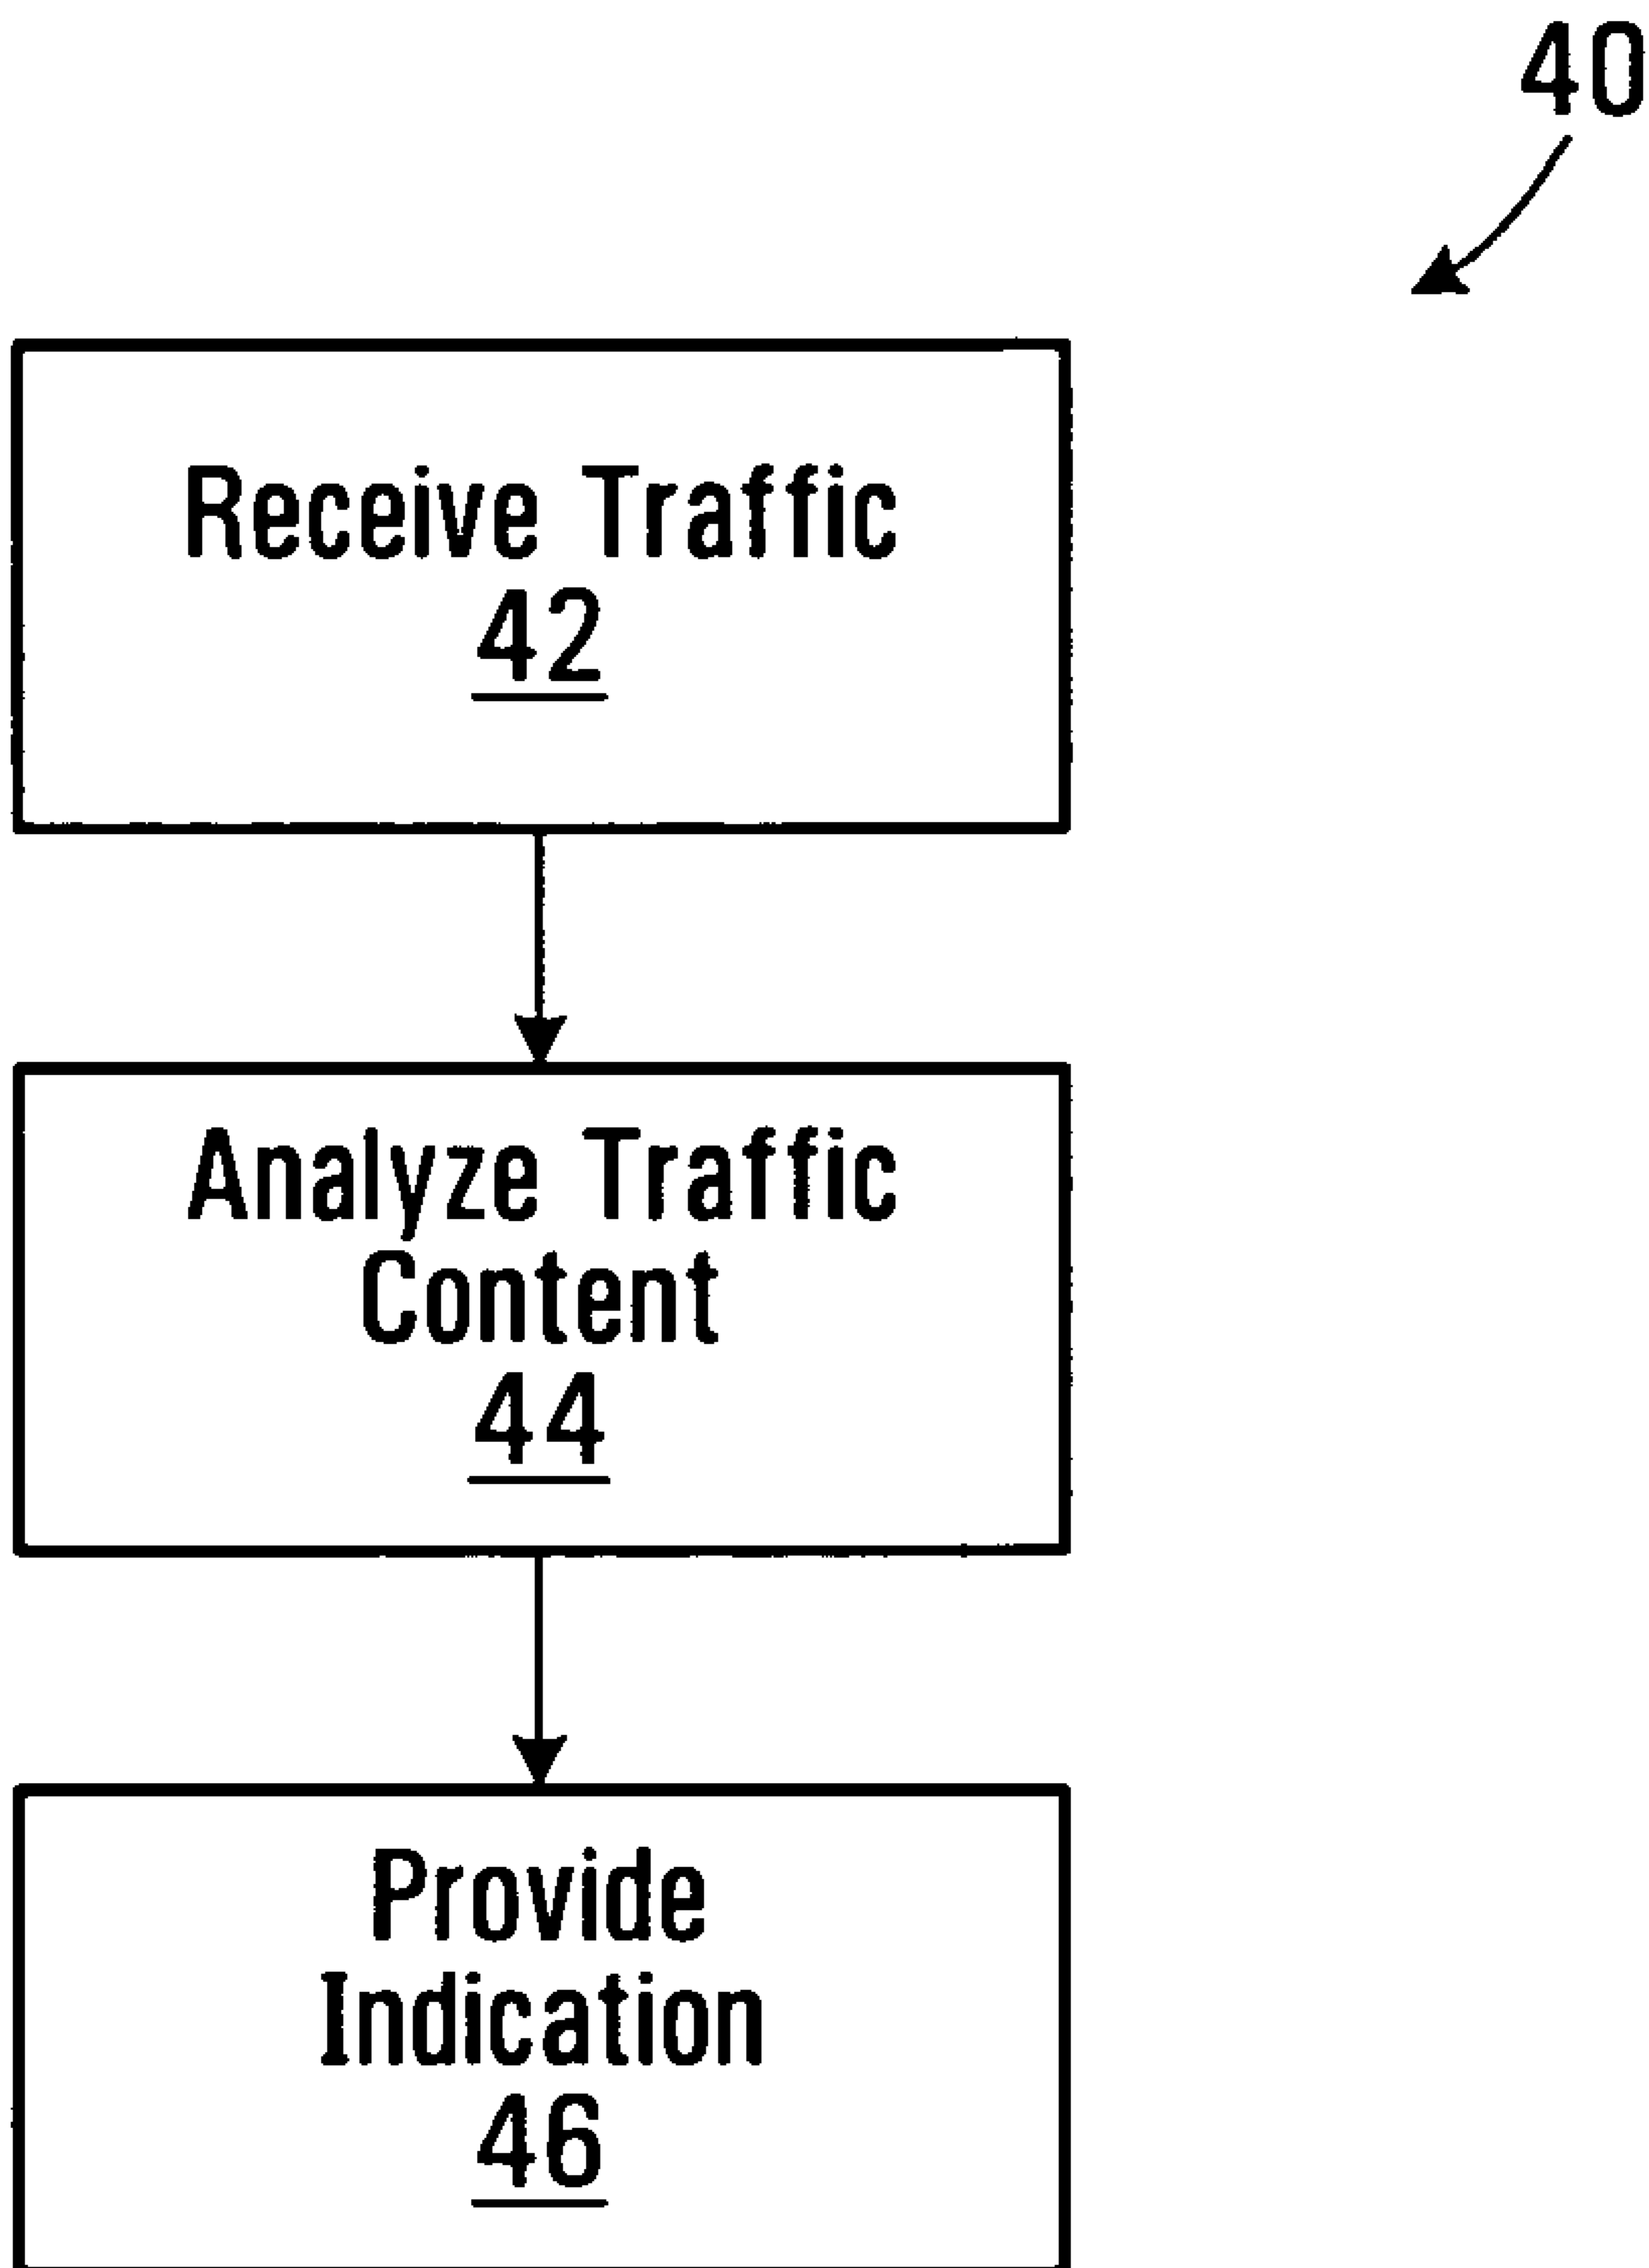 40
Receive Traffic
42
Analyze Traffic
Content
44
Provide
Indication
46